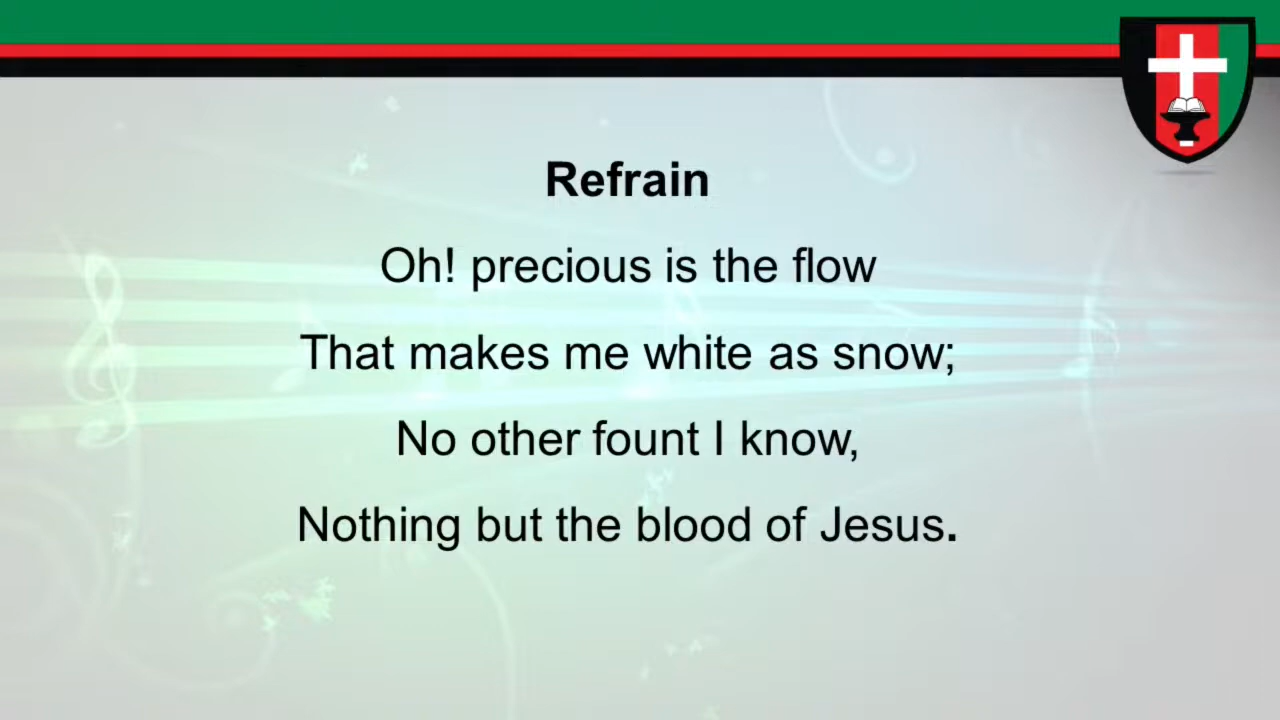 Refrain
Oh! precious is the flow
That makes me white as snow;
No other fount I know,
Nothing but the blood of Jesus.